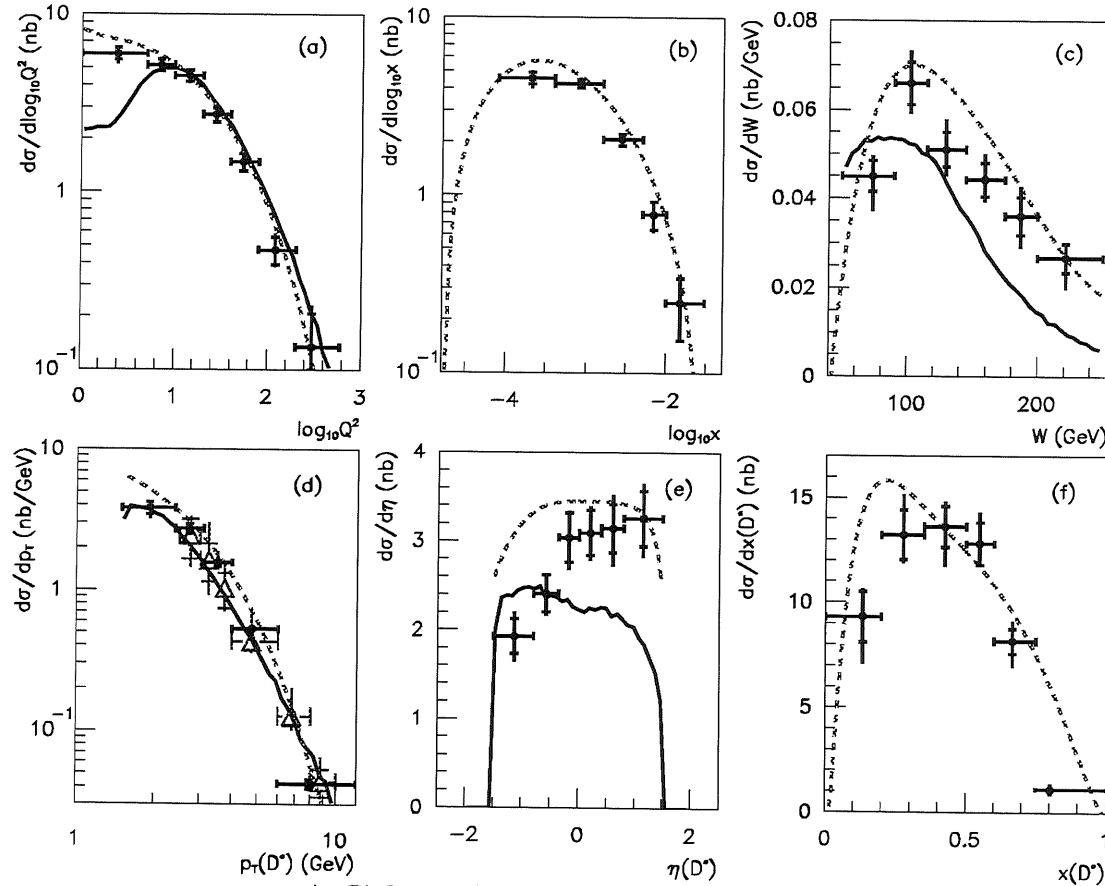 dσ/dlog₁₀Q² (nb)
10
1
10⁻¹
0
1
2
3
log₁₀Q²
(a)
dσ/dlog₁₀x (nb)
10
1
10⁻¹
−4
−2
log₁₀x
(b)
dσ/dW (nb/GeV)
0.08
0.06
0.04
0.02
0
100
200
W (GeV)
(c)
dσ/dp_T (nb/GeV)
10
1
10⁻¹
1
10
p_T(D*) (GeV)
(d)
dσ/dη (nb)
4
3
2
1
0
−2
0
2
η(D*)
(e)
dσ/dx(D*) (nb)
15
10
5
0
0
0.5
1
x(D*)
(f)